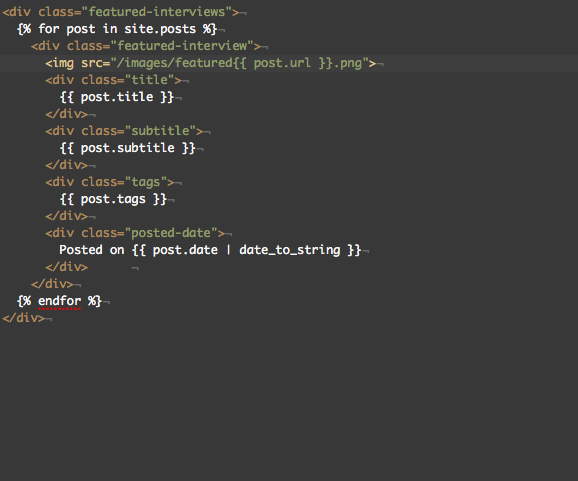 <div class="featured-interviews">¬
{% for post in site.posts %}¬
<div class="featured-interview">¬
<img src="/images/featured{{ post.url }}.png">¬
<div class="title">¬
{{ post.title }}¬
</div>¬
<div class="subtitle">¬
{{ post.subtitle }}¬
</div>¬
<div class="tags">¬
{{ post.tags }}¬
</div>¬
<div class="posted-date">¬
Posted on {{ post.date | date_to_string }}¬
</div>      ¬
</div>¬
{% endfor %}¬
</div>¬